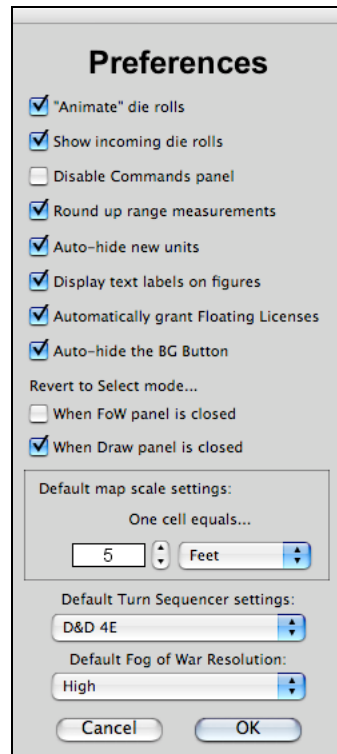 Preferences
"Animate" die rolls
Show incoming die rolls
Disable Commands panel
Round up range measurements
Auto-hide new units
Display text labels on figures
Automatically grant Floating Licenses
Auto-hide the BG Button
Revert to Select mode...
When FoW panel is closed
When Draw panel is closed
Default map scale settings:
One cell equals...
5 Feet
Default Turn Sequencer settings:
D&D 4E
Default Fog of War Resolution:
High
Cancel OK